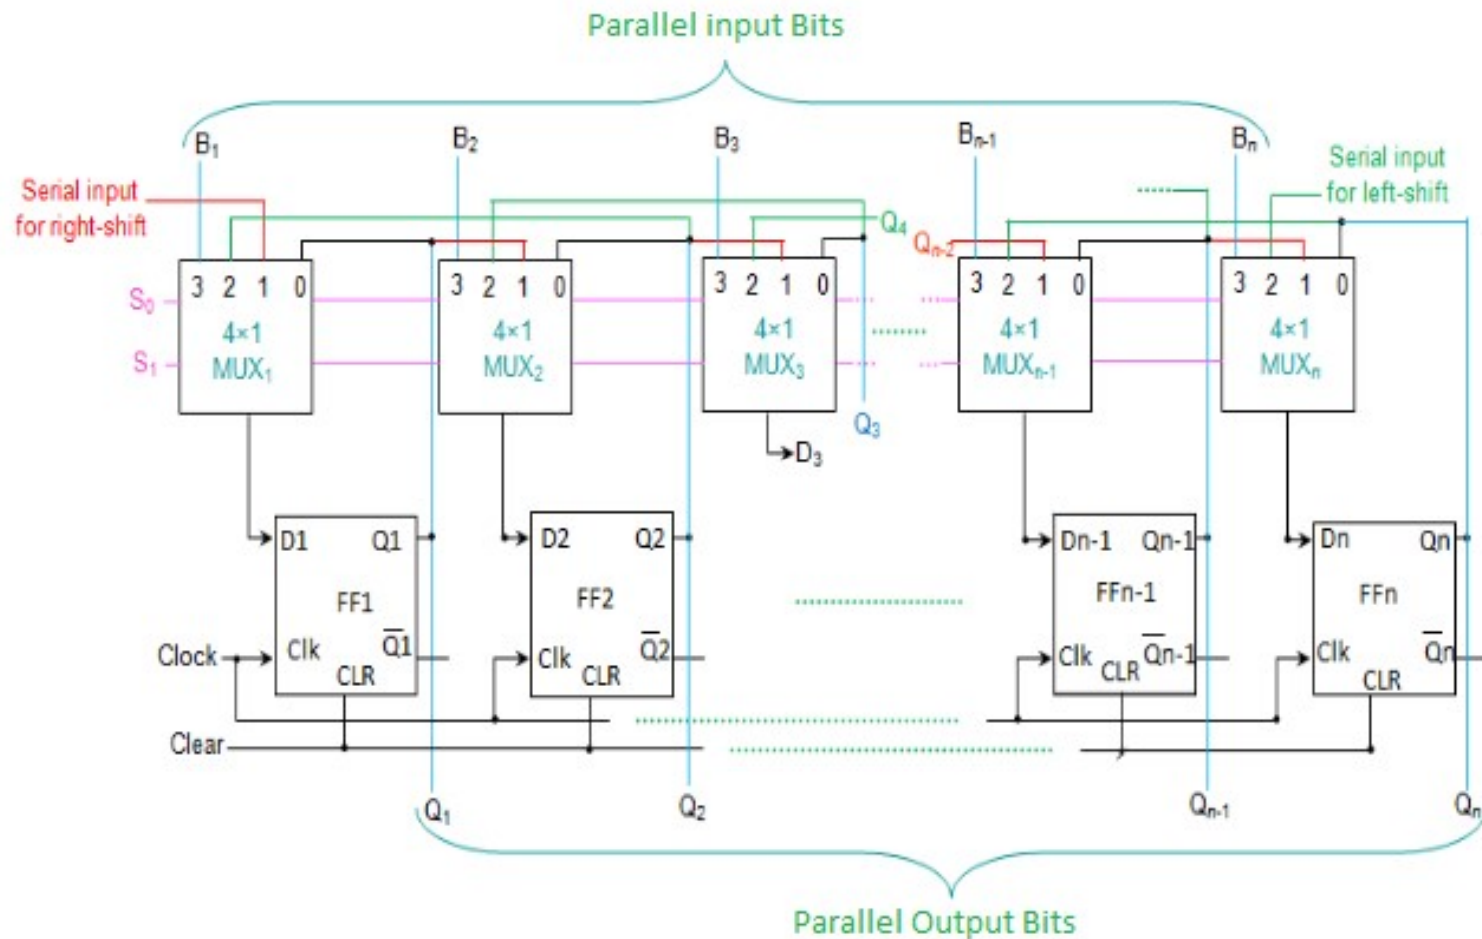 Parallel input Bits
B₁ B₂ B₃ Bₙ₋₁ Bₙ
Serial input
for right-shift
Serial input
for left-shift
Q₄ Qₙ₋₂
3 2 1 0 3 2 1 0 3 2 1 0 3 2 1 0 3 2 1 0
S₀
4×1 4×1 4×1 4×1 4×1
S₁
MUX₁ MUX₂ MUX₃ MUXₙ₋₁ MUXₙ
Q₃
D₃
D1 Q1 D2 Q2 Dn-1 Qn-1 Dn Qn
FF1 FF2 FFn-1 FFn
Clock
Clk Q̅1 Clk Q̅2 Clk Q̅n-1 Clk Q̅n
CLR CLR CLR CLR
Clear
Q₁ Q₂ Qₙ₋₁ Qₙ
Parallel Output Bits